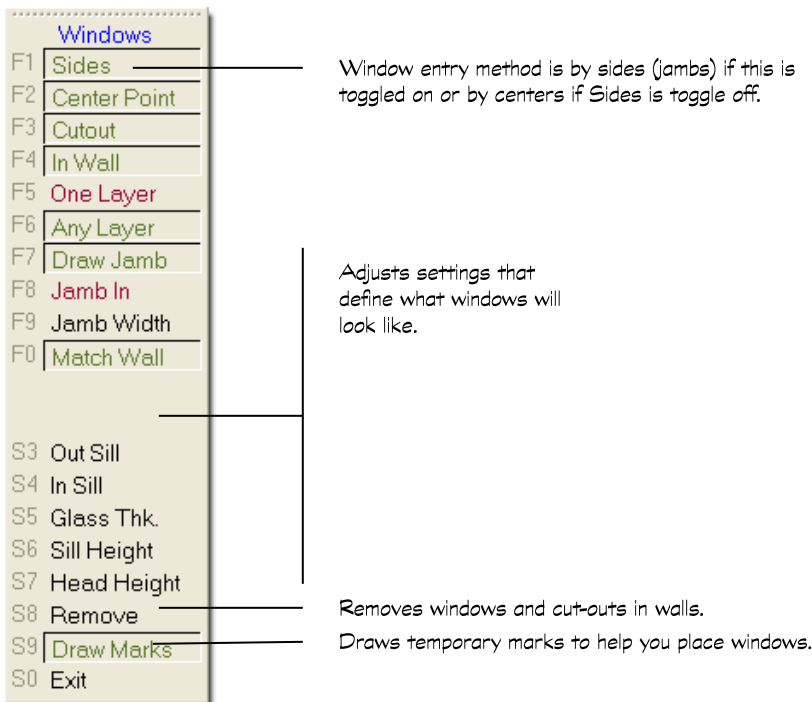 Windows
F1 Sides
Window entry method is by sides (jambs) if this is
toggled on or by centers if Sides is toggle off.
F2 Center Point
F3 Cutout
F4 In Wall
F5 One Layer
F6 Any Layer
F7 Draw Jamb
F8 Jamb In
F9 Jamb Width
F0 Match Wall
Adjusts settings that
define what windows will
look like.
S3 Out Sill
S4 In Sill
S5 Glass Thk.
S6 Sill Height
S7 Head Height
S8 Remove
Removes windows and cut-outs in walls.
S9 Draw Marks
Draws temporary marks to help you place windows.
S0 Exit